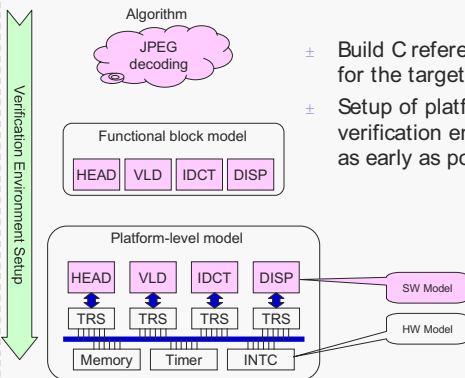 Algorithm
JPEG
decoding
± Build C refere
for the target
± Setup of platf
verification en
as early as po
Verification Environment Setup
Functional block model
HEAD VLD IDCT DISP
Platform-level model
HEAD VLD IDCT DISP
SW Model
TRS TRS TRS TRS
HW Model
Memory Timer INTC